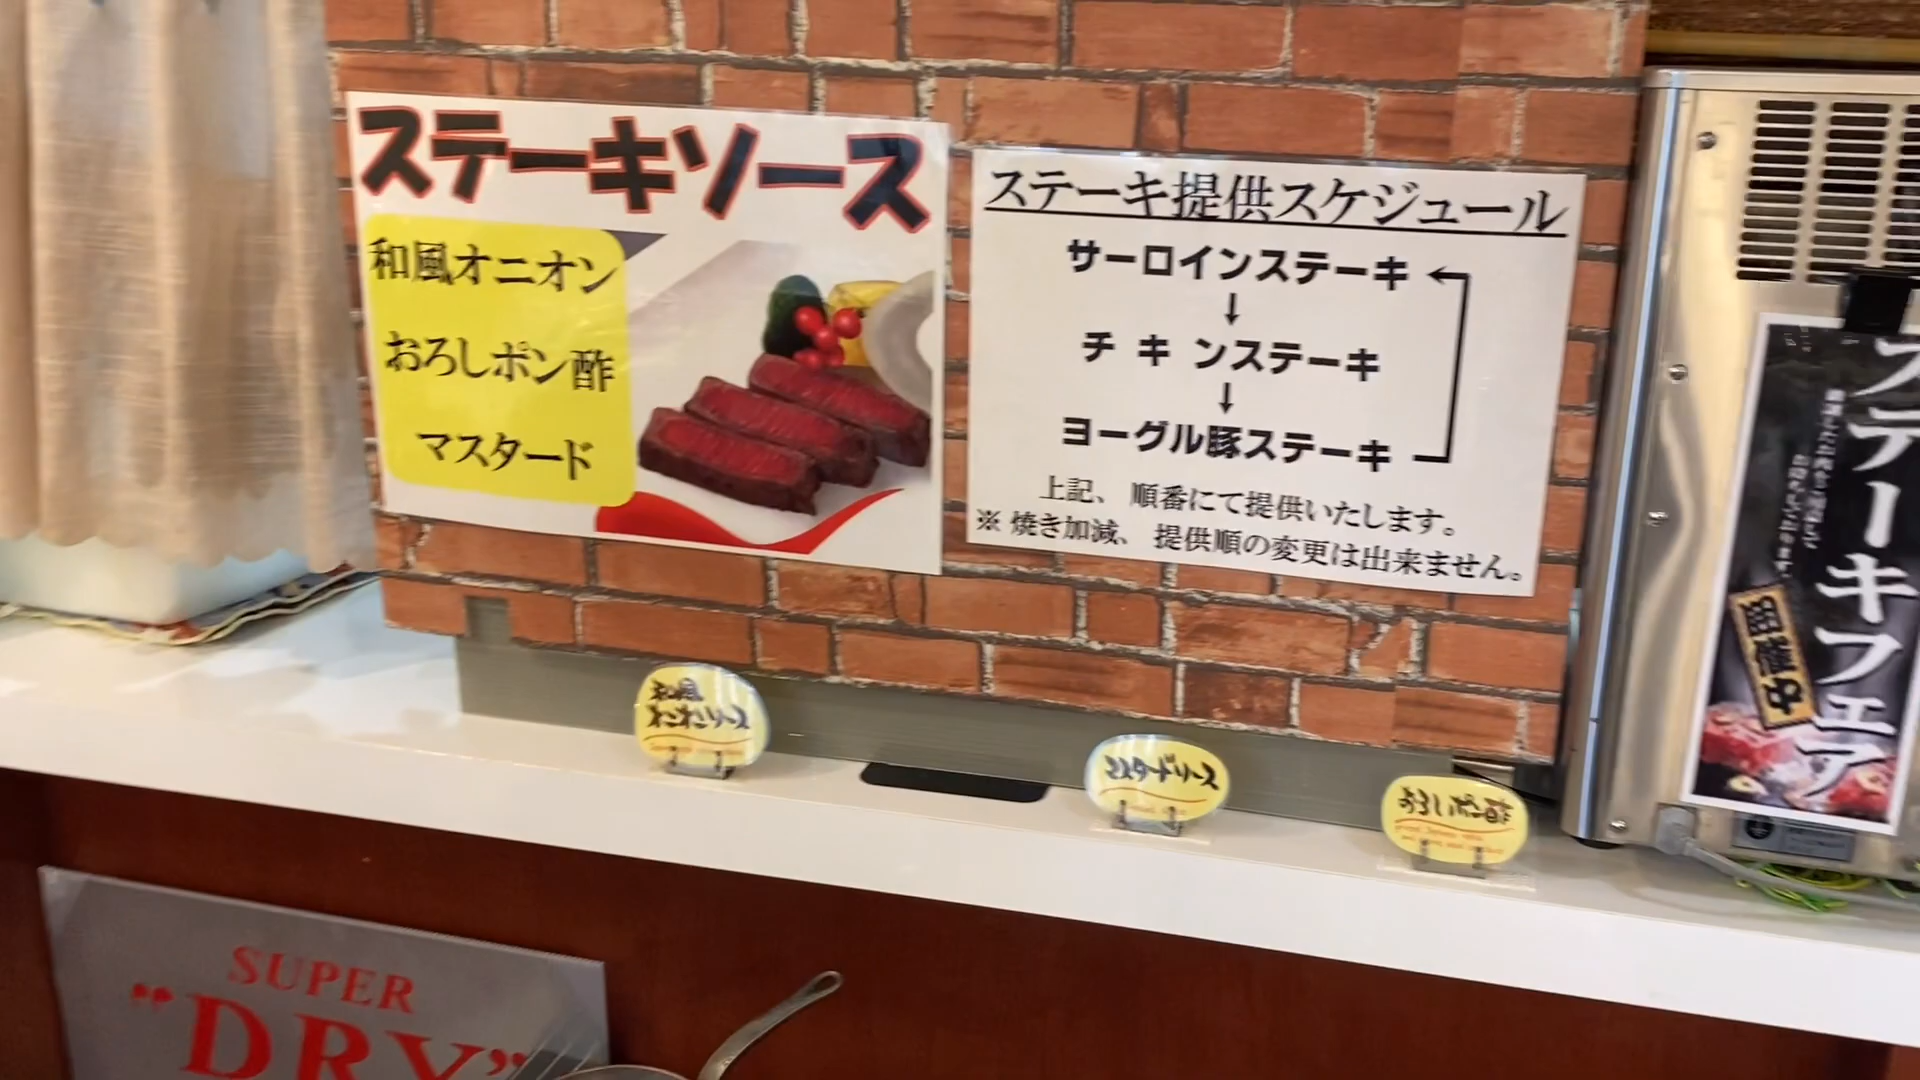 ステーキソース
和風オニオン
おろしポン酢
マスタード
ステーキ提供スケジュール
サーロインステーキ
↓
チキンステーキ
↓
ヨーグル豚ステーキ
上記、順番にて提供いたします。
※焼き加減、提供順の変更は出来ません。
ステーキフェア
開催中
和風
わさわさソース
マスタードソース
おろしポン酢
SUPER
"DRY"